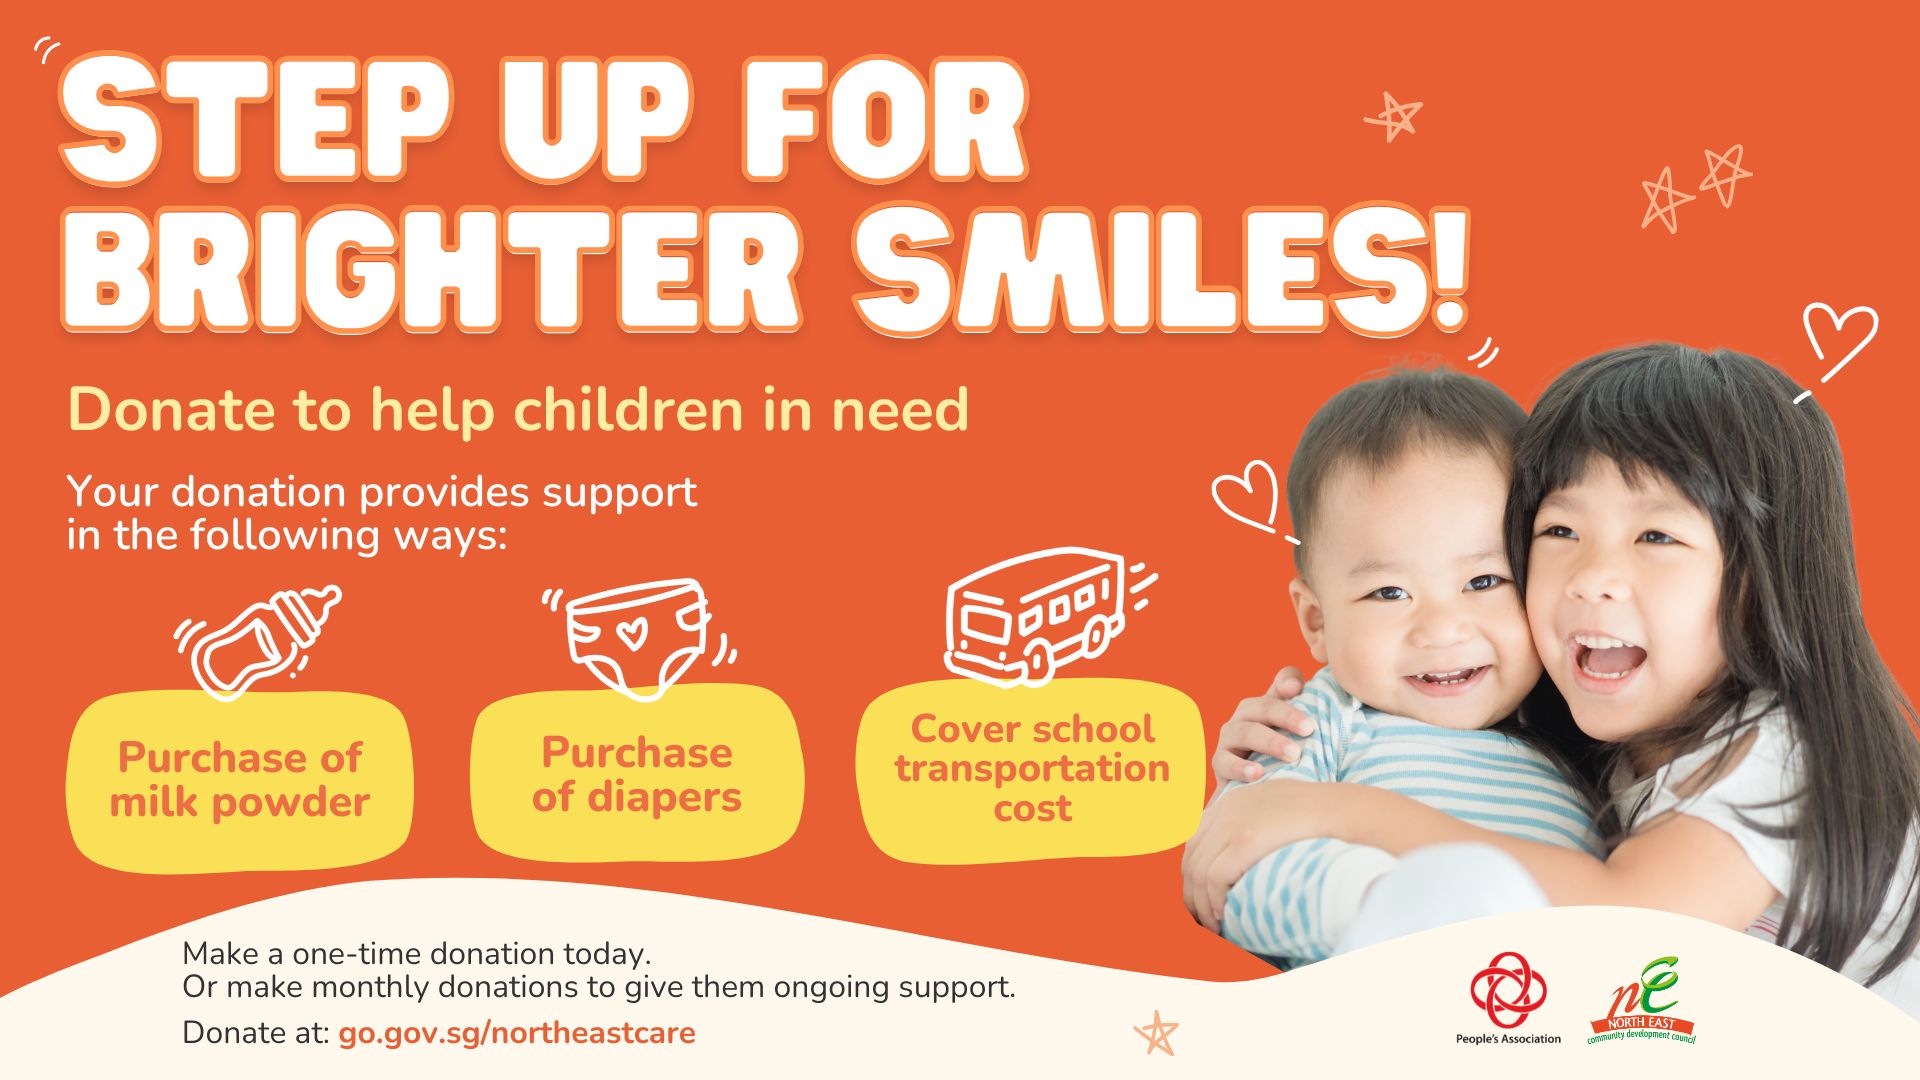 STEP UP FOR
BRIGHTER SMILES!
Donate to help children in need
Your donation provides support
in the following ways:
Purchase of
milk powder
Purchase
of diapers
Cover school
transportation
cost
Make a one-time donation today.
Or make monthly donations to give them ongoing support.
Donate at: go.gov.sg/northeastcare
People's Association
ne
NORTH EAST
community development council